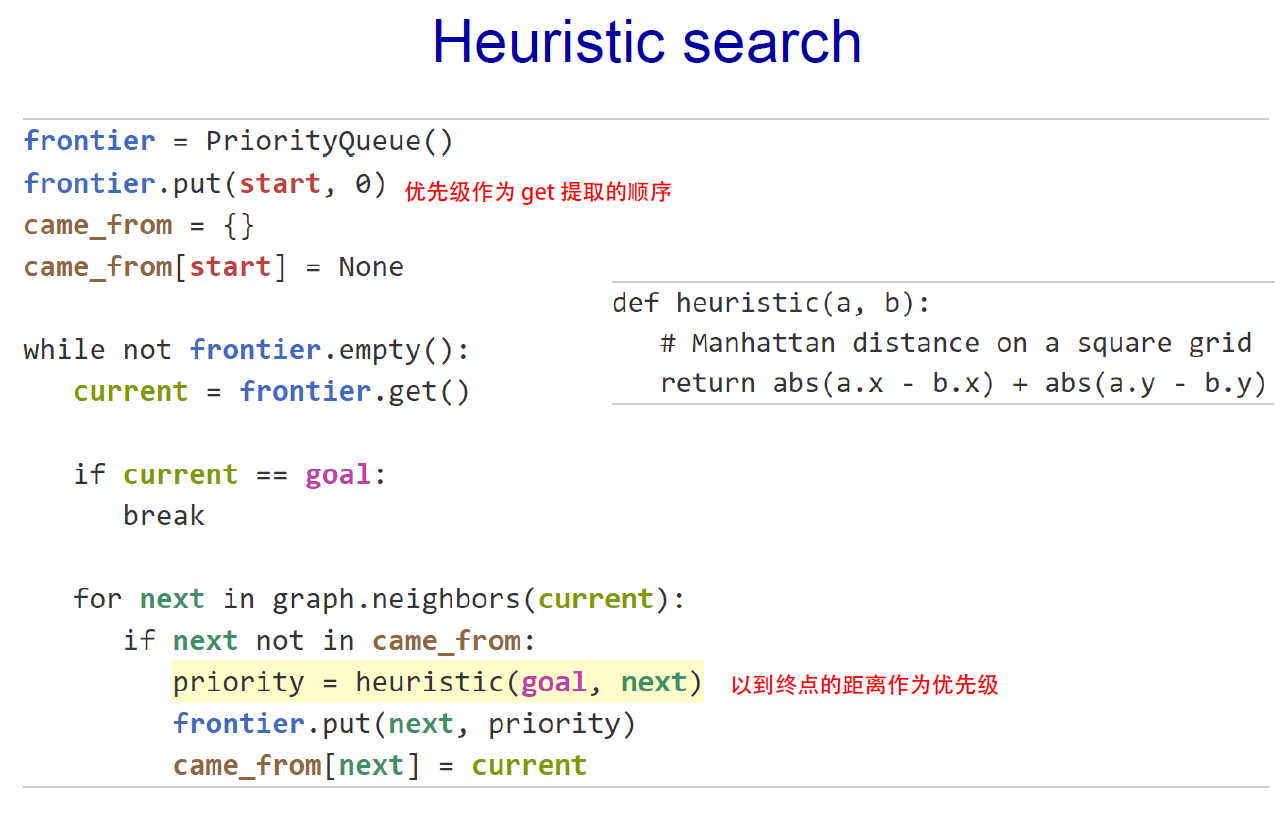 Heuristic search
frontier = PriorityQueue()
frontier.put(start, 0) 优先级作为 get 提取的顺序
came_from = {}
came_from[start] = None
while not frontier.empty():
   current = frontier.get()
   if current == goal:
      break
   for next in graph.neighbors(current):
      if next not in came_from:
         priority = heuristic(goal, next) 以到终点的距离作为优先级
         frontier.put(next, priority)
         came_from[next] = current
def heuristic(a, b):
   # Manhattan distance on a square grid
   return abs(a.x - b.x) + abs(a.y - b.y)